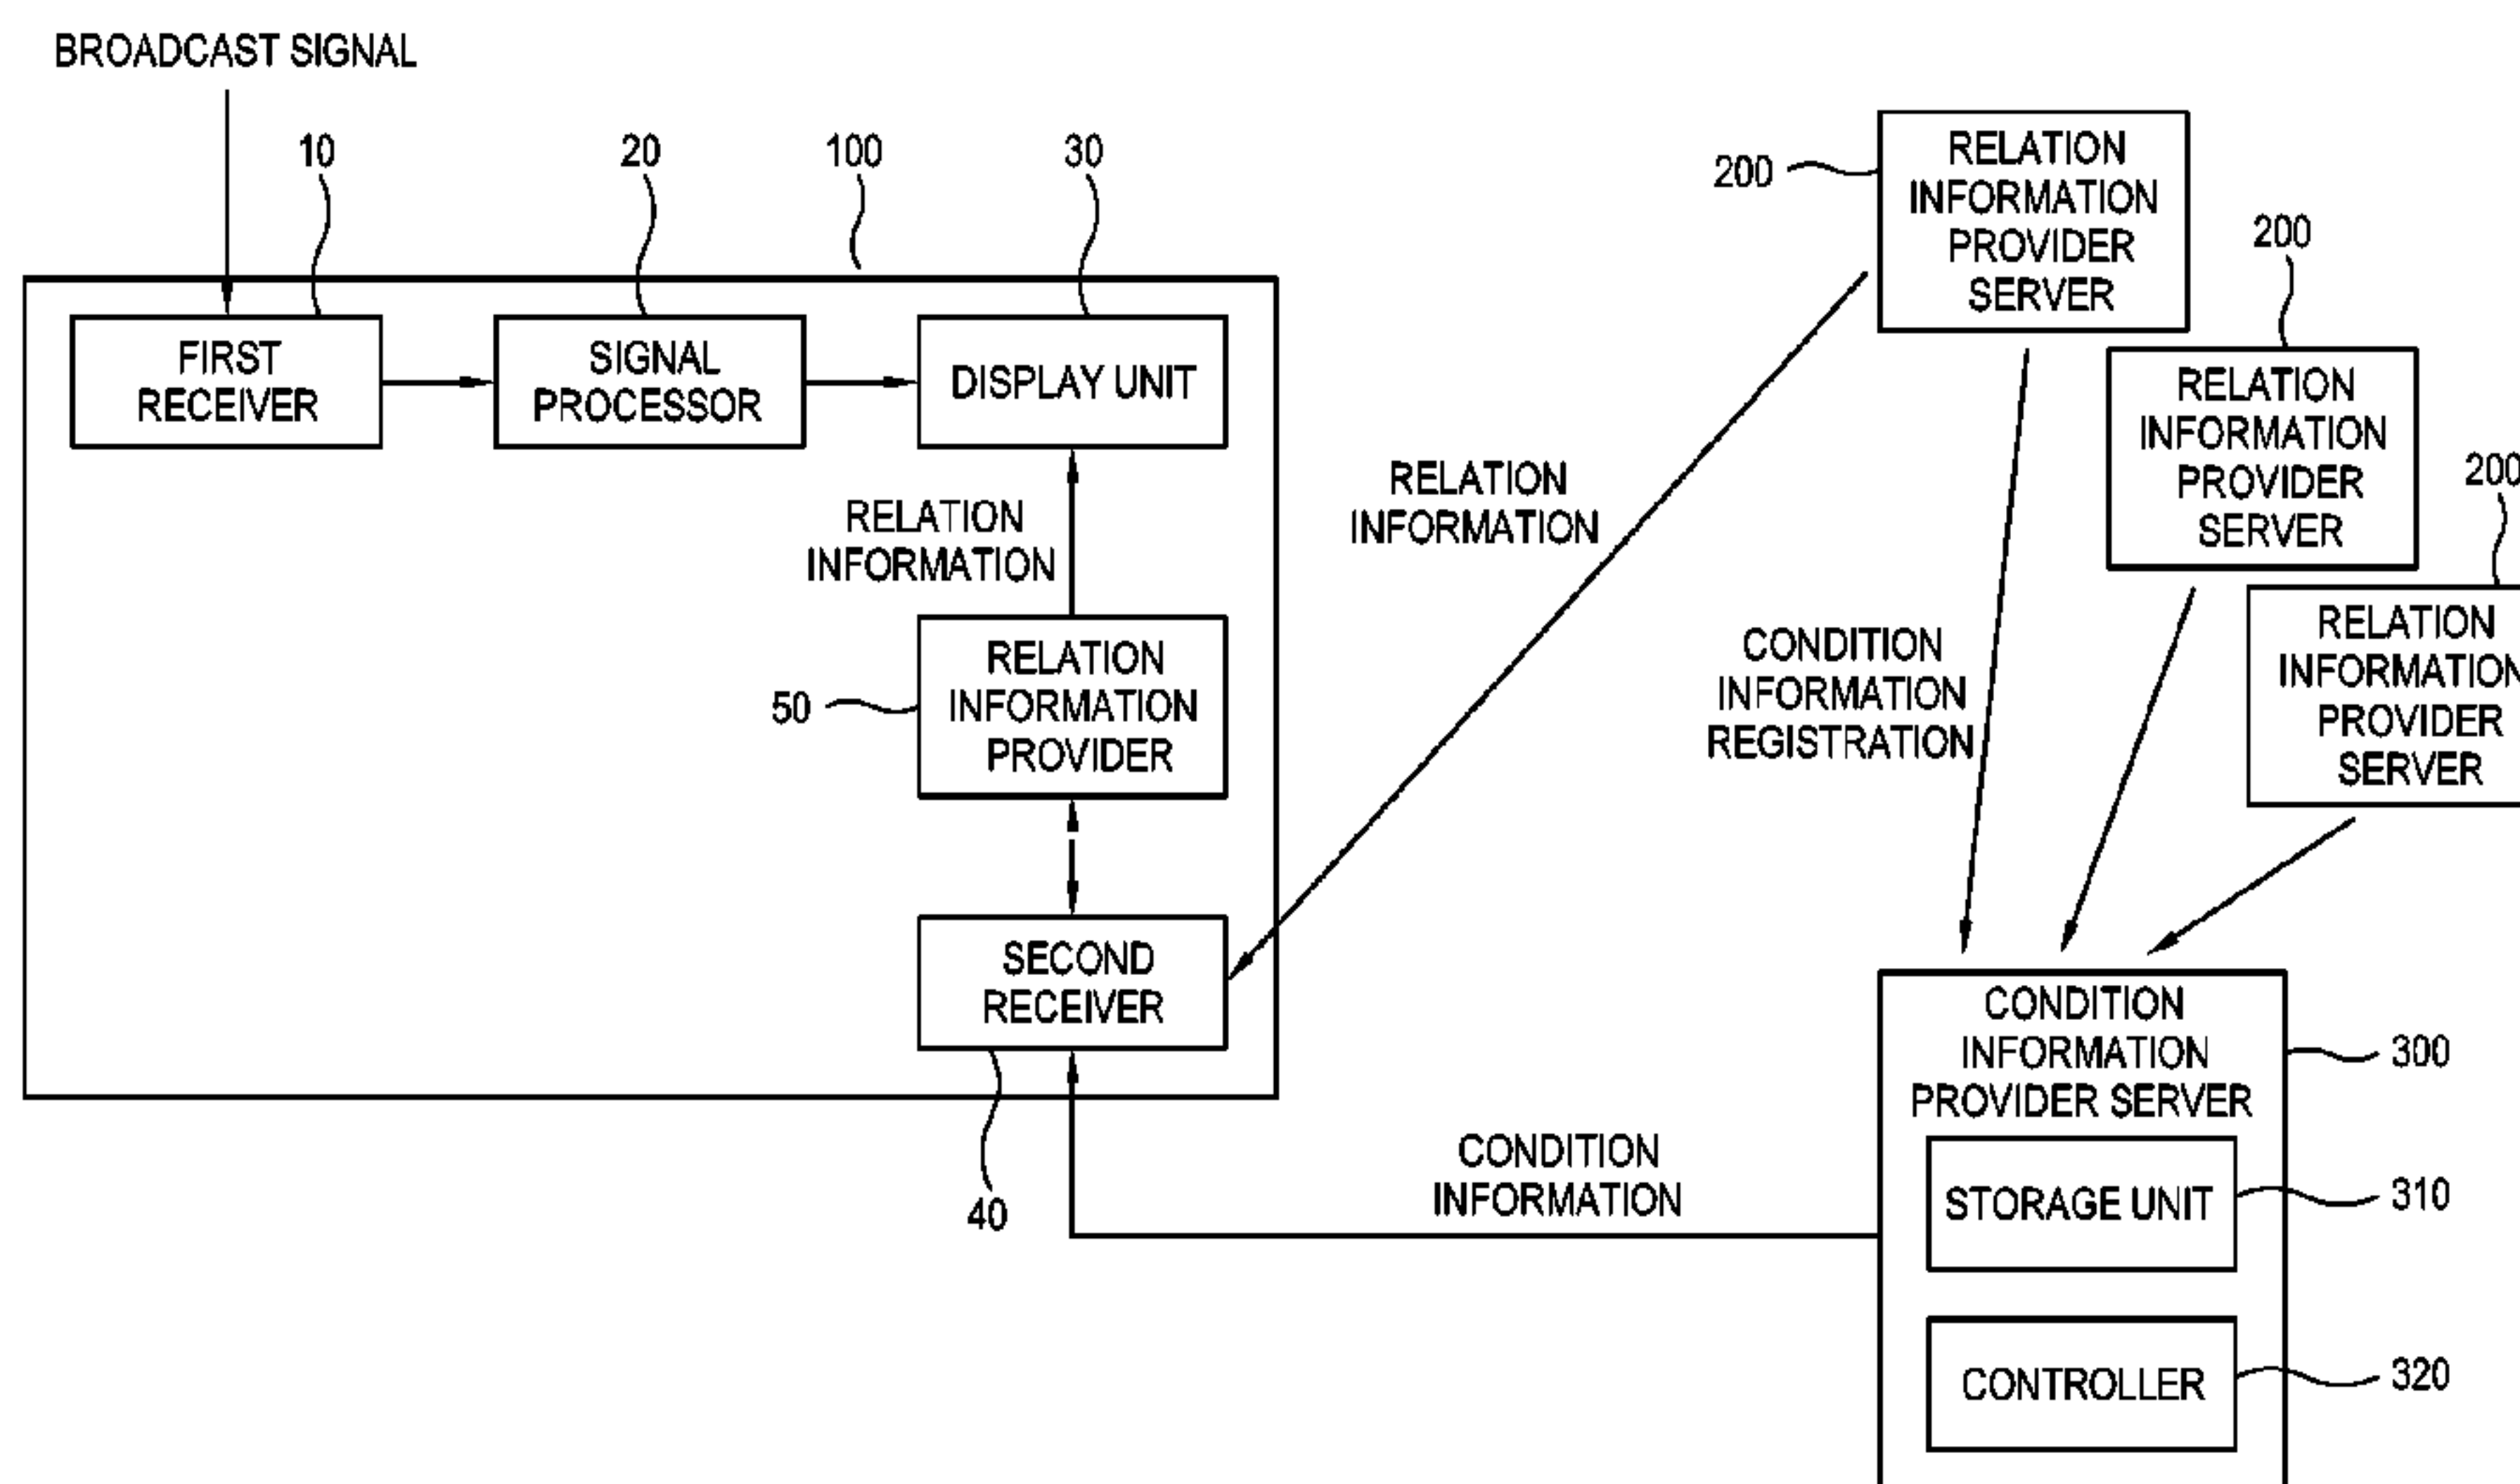 BROADCAST SIGNAL
10
20
100
30
FIRST
RECEIVER
SIGNAL
PROCESSOR
DISPLAY UNIT
RELATION
INFORMATION
50
RELATION
INFORMATION
PROVIDER
SECOND
RECEIVER
40
RELATION
INFORMATION
200
RELATION
INFORMATION
PROVIDER
SERVER
200
RELATION
INFORMATION
PROVIDER
SERVER
200
RELATION
INFORMATION
PROVIDER
SERVER
CONDITION
INFORMATION
REGISTRATION
CONDITION
INFORMATION
CONDITION
INFORMATION
PROVIDER SERVER
300
STORAGE UNIT
310
CONTROLLER
320